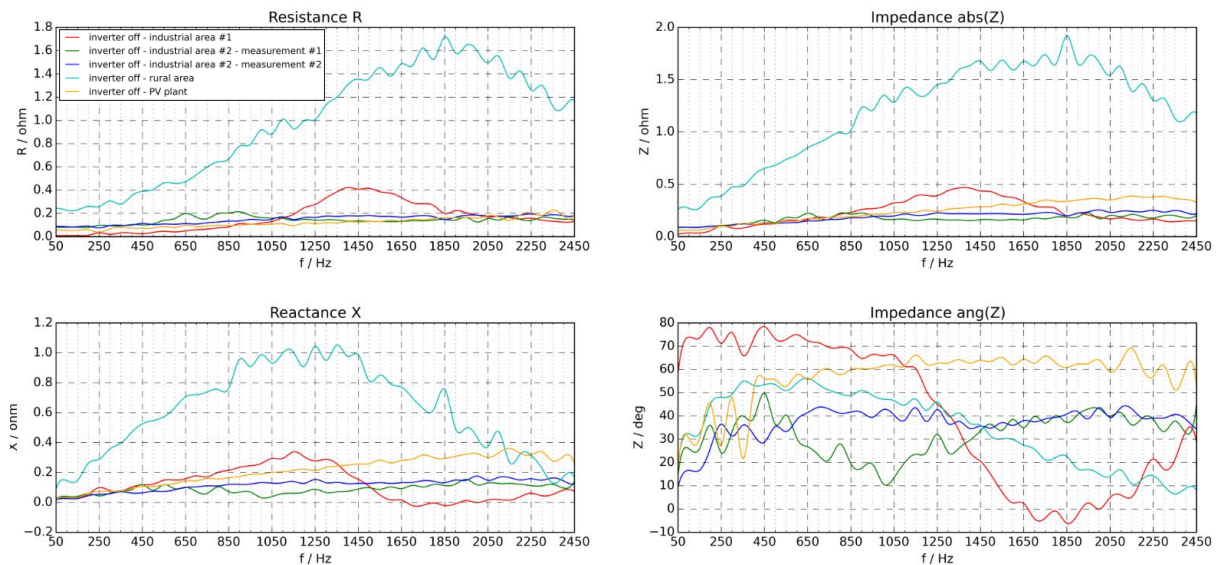 Resistance R
1.8
1.6
1.4
1.2
1.0
0.8
0.6
0.4
0.2
0.0
R / ohm
inverter off - industrial area #1
inverter off - industrial area #2 - measurement #1
inverter off - industrial area #2 - measurement #2
inverter off - rural area
inverter off - PV plant
50 250 450 650 850 1050 1250 1450 1650 1850 2050 2250 2450
f / Hz
Impedance abs(Z)
2.0
1.5
1.0
0.5
0.0
Z / ohm
50 250 450 650 850 1050 1250 1450 1650 1850 2050 2250 2450
f / Hz
Reactance X
1.2
1.0
0.8
0.6
0.4
0.2
0.0
−0.2
X / ohm
50 250 450 650 850 1050 1250 1450 1650 1850 2050 2250 2450
f / Hz
Impedance ang(Z)
80
70
60
50
40
30
20
10
0
−10
Z / deg
50 250 450 650 850 1050 1250 1450 1650 1850 2050 2250 2450
f / Hz